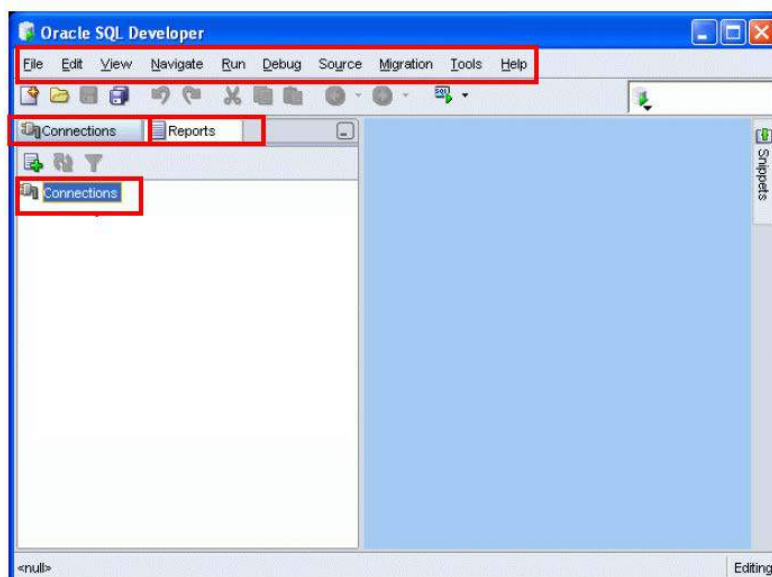 Oracle SQL Developer
File Edit View Navigate Run Debug Source Migration Tools Help
SQL
Connections Reports
Connections
Snippets
<null> Editing